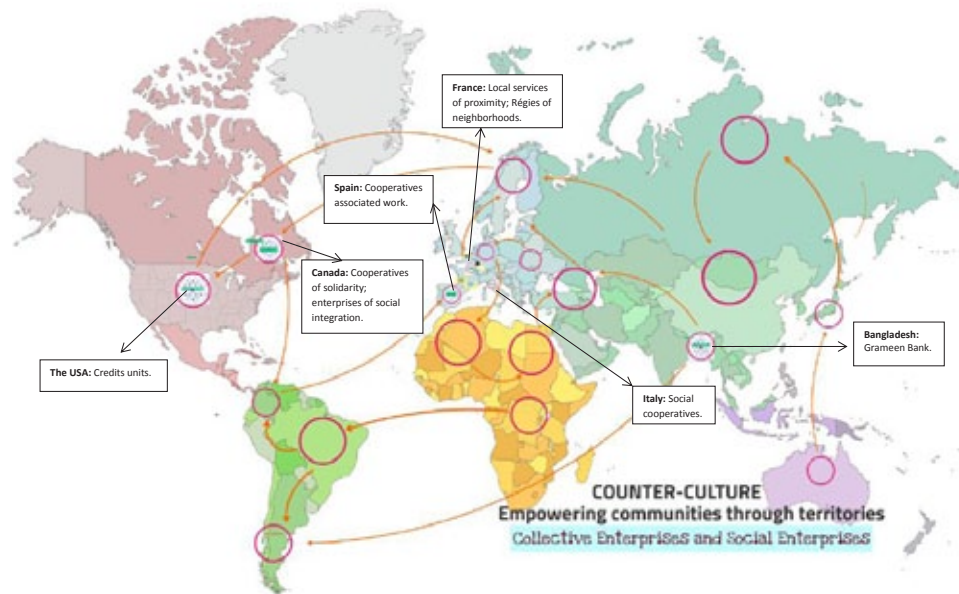 France: Local services
of proximity; Régies of
neighborhoods.
Spain: Cooperatives
associated work.
Canada: Cooperatives
of solidarity;
enterprises of social
integration.
The USA: Credits units.
Bangladesh:
Grameen Bank.
Italy: Social
cooperatives.
COUNTER-CULTURE
Empowering communities through territories
Collective Enterprises and Social Enterprises